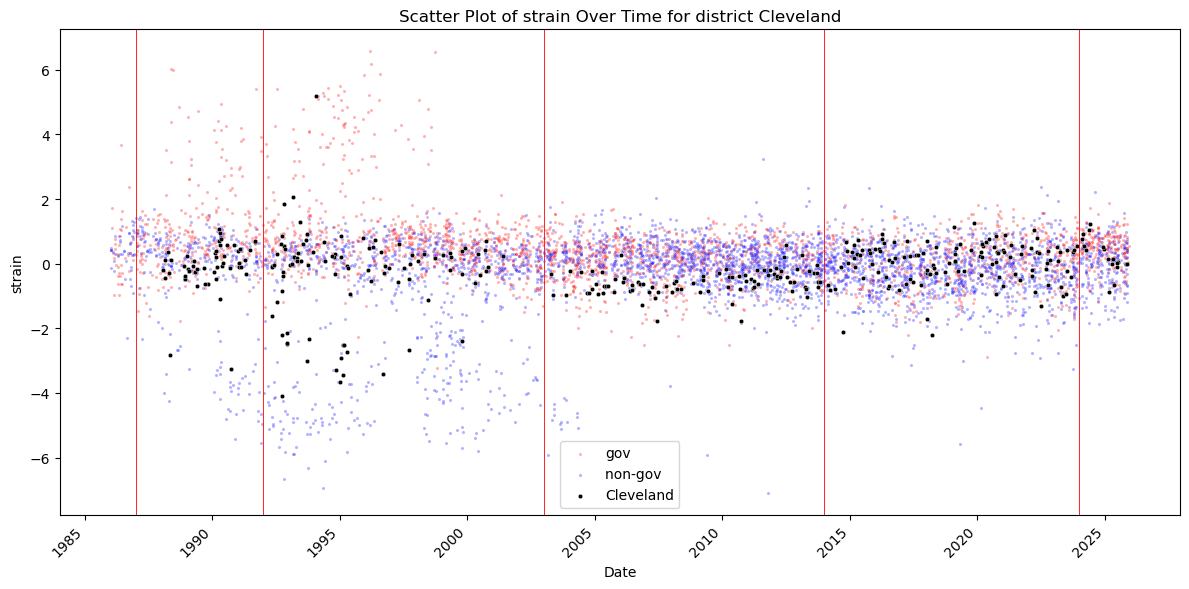 Scatter Plot of strain Over Time for district Cleveland
strain
6
4
2
0
−2
−4
−6
gov
non-gov
Cleveland
1985
1990
1995
2000
2005
2010
2015
2020
2025
Date